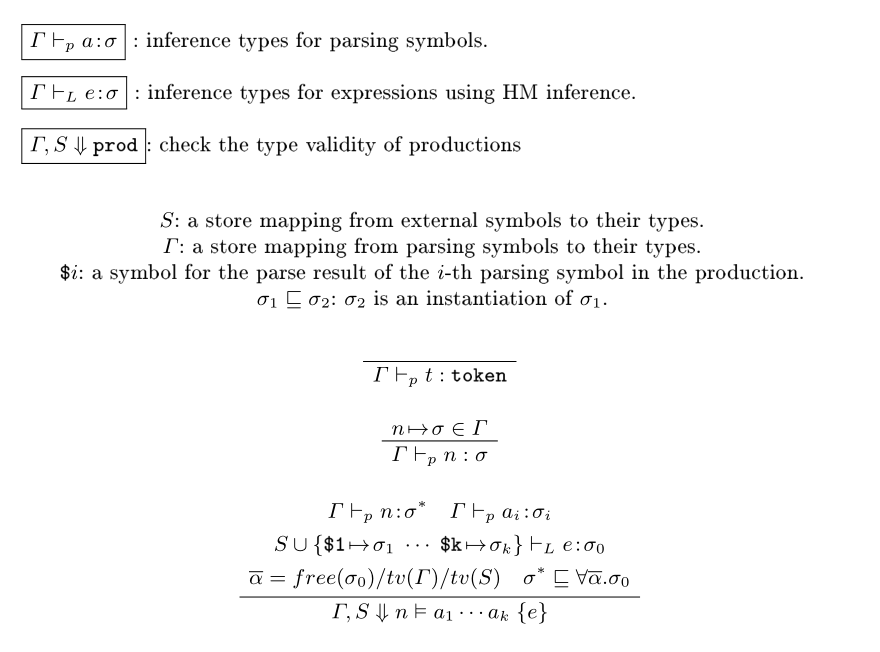 Γ ⊢p a:σ : inference types for parsing symbols.
Γ ⊢L e:σ : inference types for expressions using HM inference.
Γ, S ⇓ prod : check the type validity of productions
S: a store mapping from external symbols to their types.
Γ: a store mapping from parsing symbols to their types.
$i: a symbol for the parse result of the i-th parsing symbol in the production.
σ1 ⊑ σ2: σ2 is an instantiation of σ1.
Γ ⊢p t : token
n↦σ ∈ Γ
Γ ⊢p n : σ
Γ ⊢p n:σ* Γ ⊢p ai:σi
S ∪ {$1↦σ1 ⋯ $k↦σk} ⊢L e:σ0
α̅ = free(σ0)/tv(Γ)/tv(S) σ* ⊑ ∀α̅.σ0
Γ, S ⇓ n ⊨ a1 ⋯ ak {e}